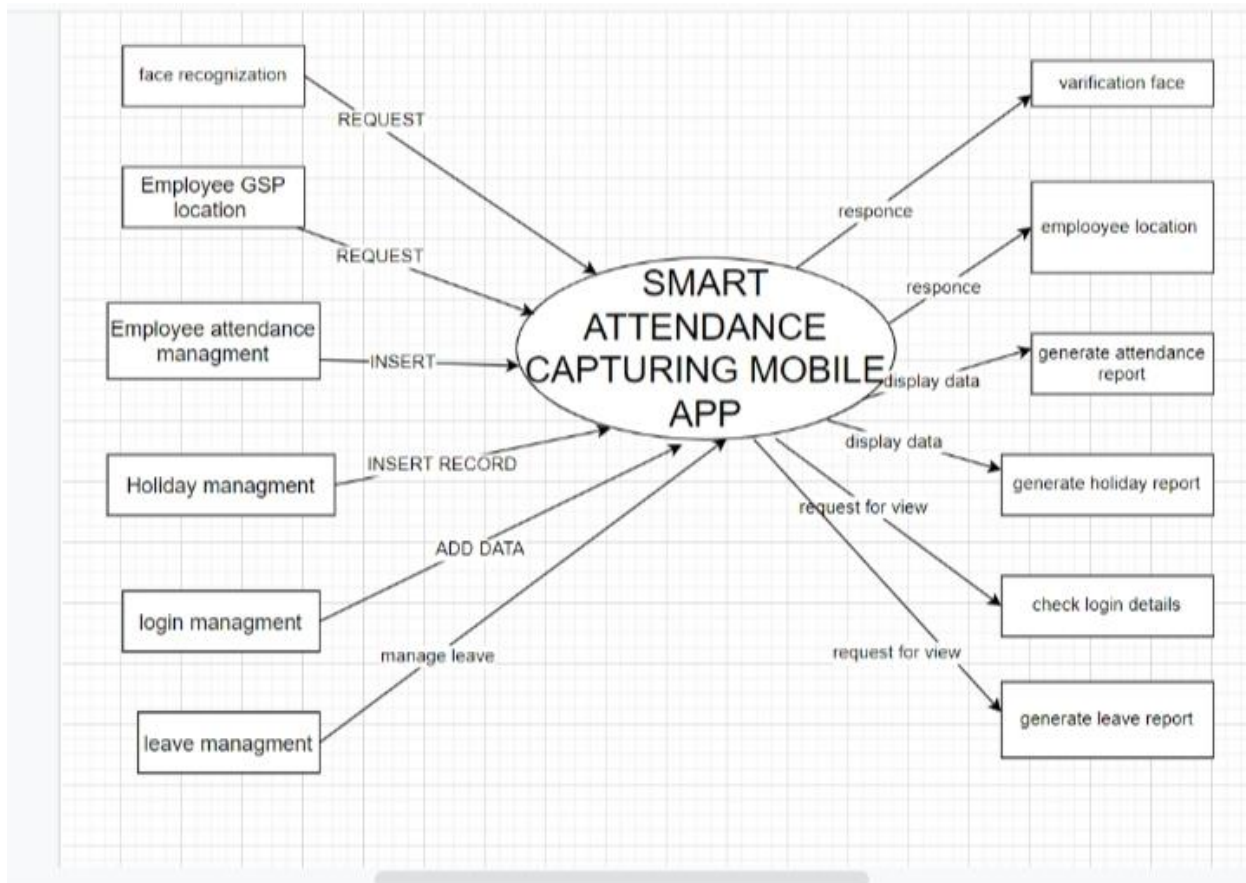 face recognization
REQUEST
Employee GSP
location
REQUEST
Employee attendance
managment
INSERT
Holiday managment
INSERT RECORD
login managment
ADD DATA
leave managment
manage leave
SMART
ATTENDANCE
CAPTURING MOBILE
APP
responce
varification face
responce
emplooyee location
display data
generate attendance
report
display data
generate holiday report
request for view
check login details
request for view
generate leave report